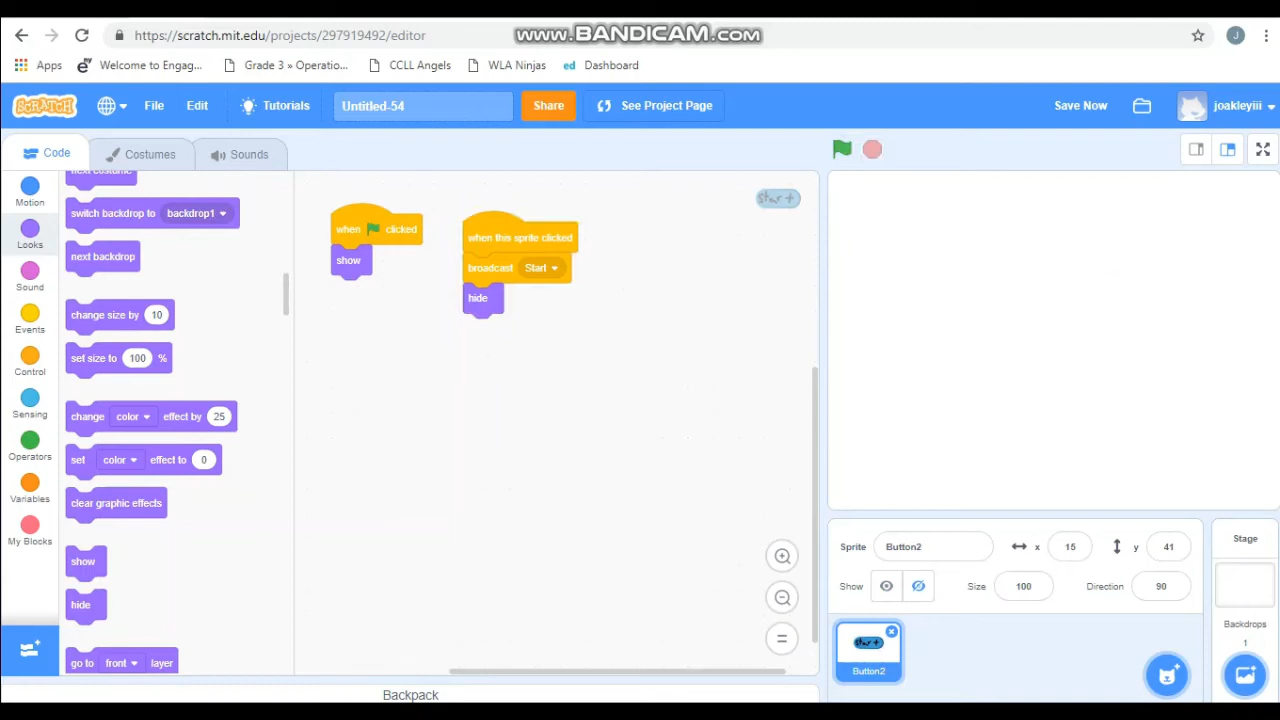 www.BANDICAM.com
https://scratch.mit.edu/projects/297919492/editor
J
Apps
Welcome to Engag...
Grade 3 » Operatio...
CCLL Angels
WLA Ninjas
ed Dashboard
SCRATCH
File
Edit
Tutorials
Untitled-54
Share
See Project Page
Save Now
joakleyiii
Code
Costumes
Sounds
Motion
Looks
Sound
Events
Control
Sensing
Operators
Variables
My Blocks
next costume
switch backdrop to backdrop1
next backdrop
change size by 10
set size to 100 %
change color effect by 25
set color effect to 0
clear graphic effects
show
hide
go to front layer
when clicked
show
when this sprite clicked
broadcast Start
hide
start
Sprite Button2 x 15 y 41
Show Size 100 Direction 90
start
Button2
Stage
Backdrops
1
Backpack